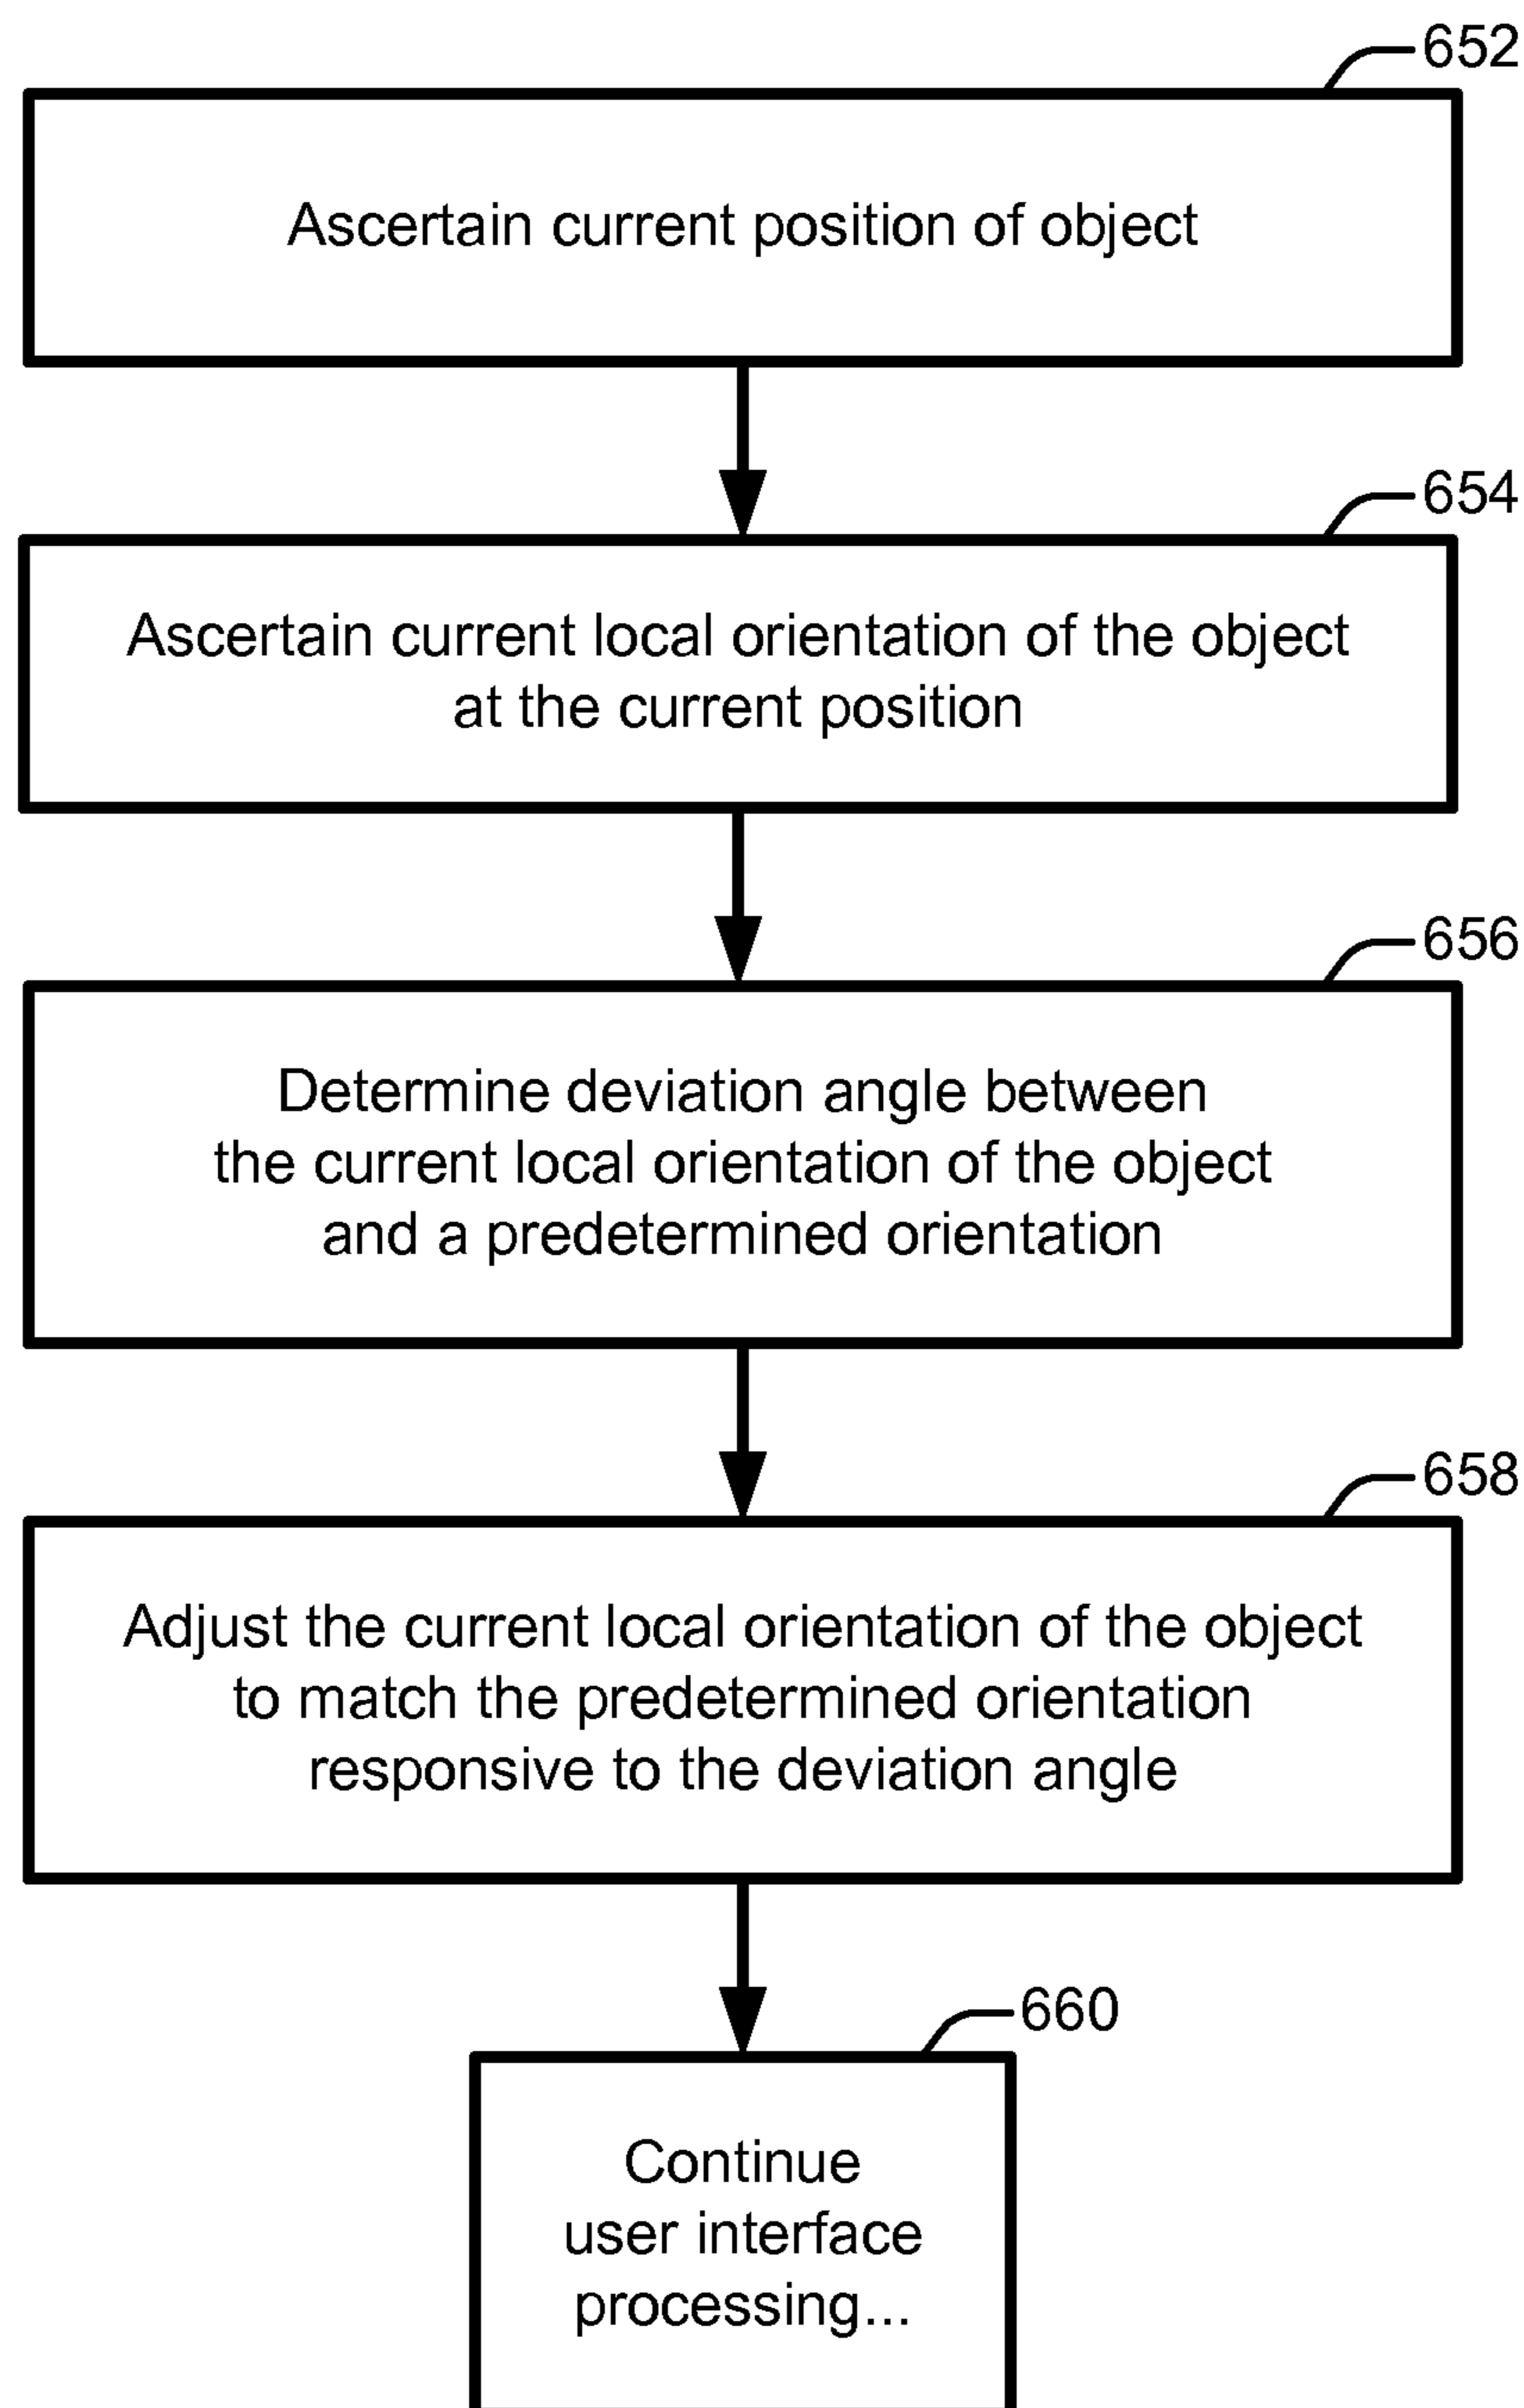 652
Ascertain current position of object
654
Ascertain current local orientation of the object
at the current position
656
Determine deviation angle between
the current local orientation of the object
and a predetermined orientation
658
Adjust the current local orientation of the object
to match the predetermined orientation
responsive to the deviation angle
660
Continue
user interface
processing...